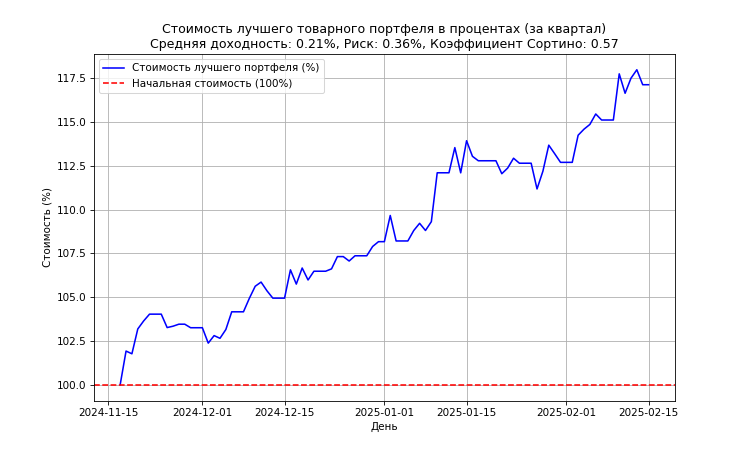 Стоимость лучшего товарного портфеля в процентах (за квартал)
Средняя доходность: 0.21%, Риск: 0.36%, Коэффициент Сортино: 0.57
Стоимость лучшего портфеля (%)
Начальная стоимость (100%)
Стоимость (%)
117.5
115.0
112.5
110.0
107.5
105.0
102.5
100.0
2024-11-15
2024-12-01
2024-12-15
2025-01-01
2025-01-15
2025-02-01
2025-02-15
День